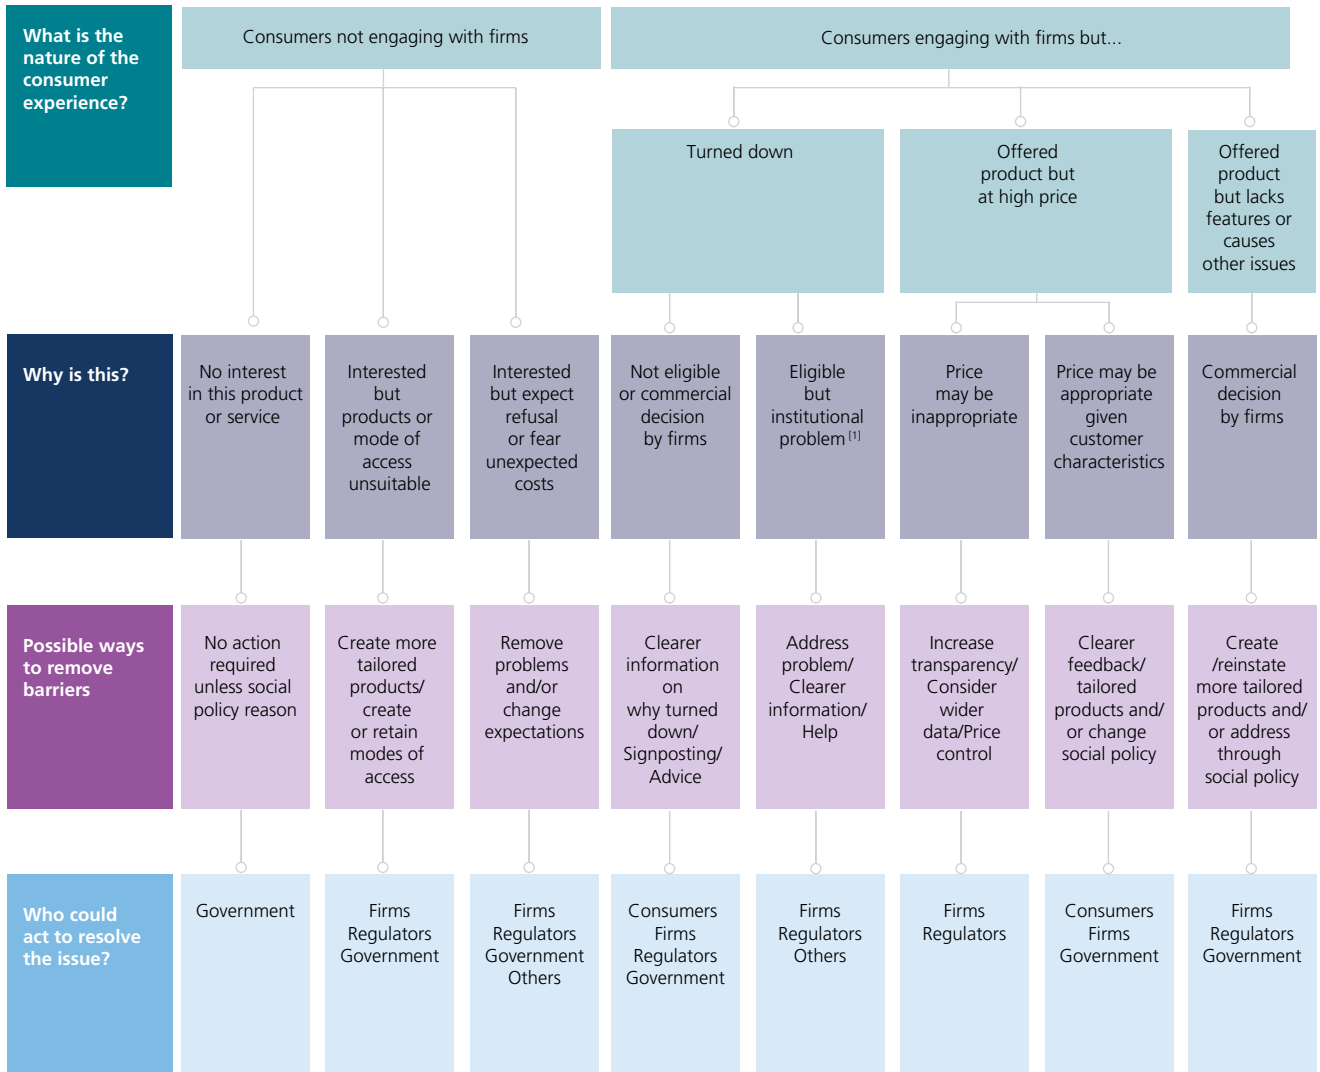 What is the
nature of the
consumer
experience?
Consumers not engaging with firms
Consumers engaging with firms but...
Turned down
Offered
product but
at high price
Offered
product
but lacks
features or
causes
other issues
Why is this?
No interest
in this product
or service
Interested
but
products or
mode of
access
unsuitable
Interested
but expect
refusal
or fear
unexpected
costs
Not eligible
or commercial
decision
by firms
Eligible
but
institutional
problem [1]
Price
may be
inappropriate
Price may be
appropriate
given
customer
characteristics
Commercial
decision
by firms
Possible ways
to remove
barriers
No action
required
unless social
policy reason
Create more
tailored
products/
create
or retain
modes of
access
Remove
problems
and/or
change
expectations
Clearer
information
on
why turned
down/
Signposting/
Advice
Address
problem/
Clearer
information/
Help
Increase
transparency/
Consider
wider
data/Price
control
Clearer
feedback/
tailored
products and/
or change
social policy
Create
/reinstate
more tailored
products and/
or address
through
social policy
Who could
act to resolve
the issue?
Government
Firms
Regulators
Government
Firms
Regulators
Government
Others
Consumers
Firms
Regulators
Government
Firms
Regulators
Others
Firms
Regulators
Consumers
Firms
Government
Firms
Regulators
Government